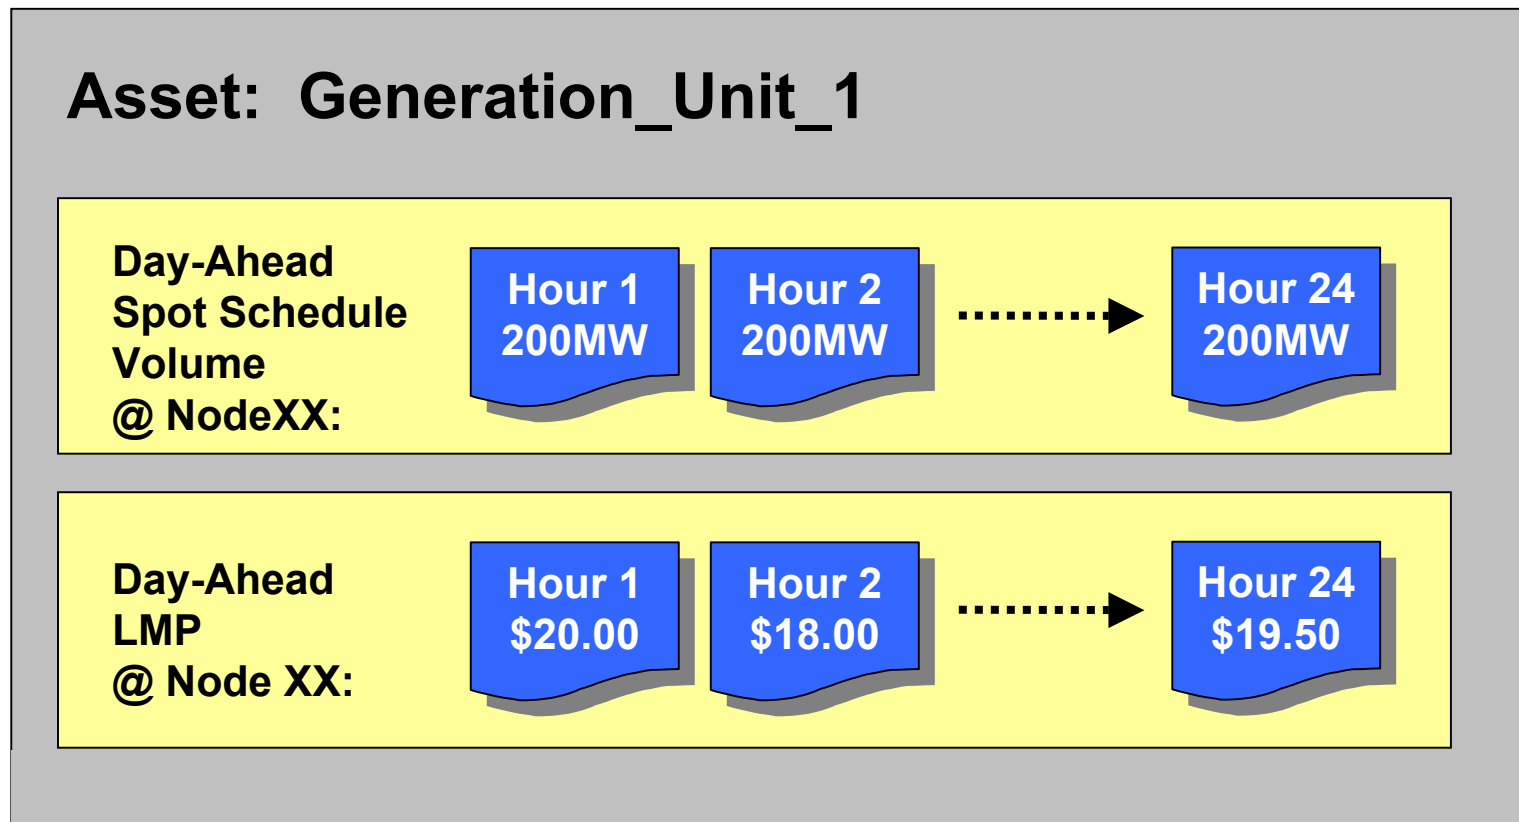 Asset:  Generation_Unit_1
Day-Ahead
Spot Schedule
Volume
@ NodeXX:
Hour 1
200MW
Hour 2
200MW
Hour 24
200MW
Day-Ahead
LMP
@ Node XX:
Hour 1
$20.00
Hour 2
$18.00
Hour 24
$19.50